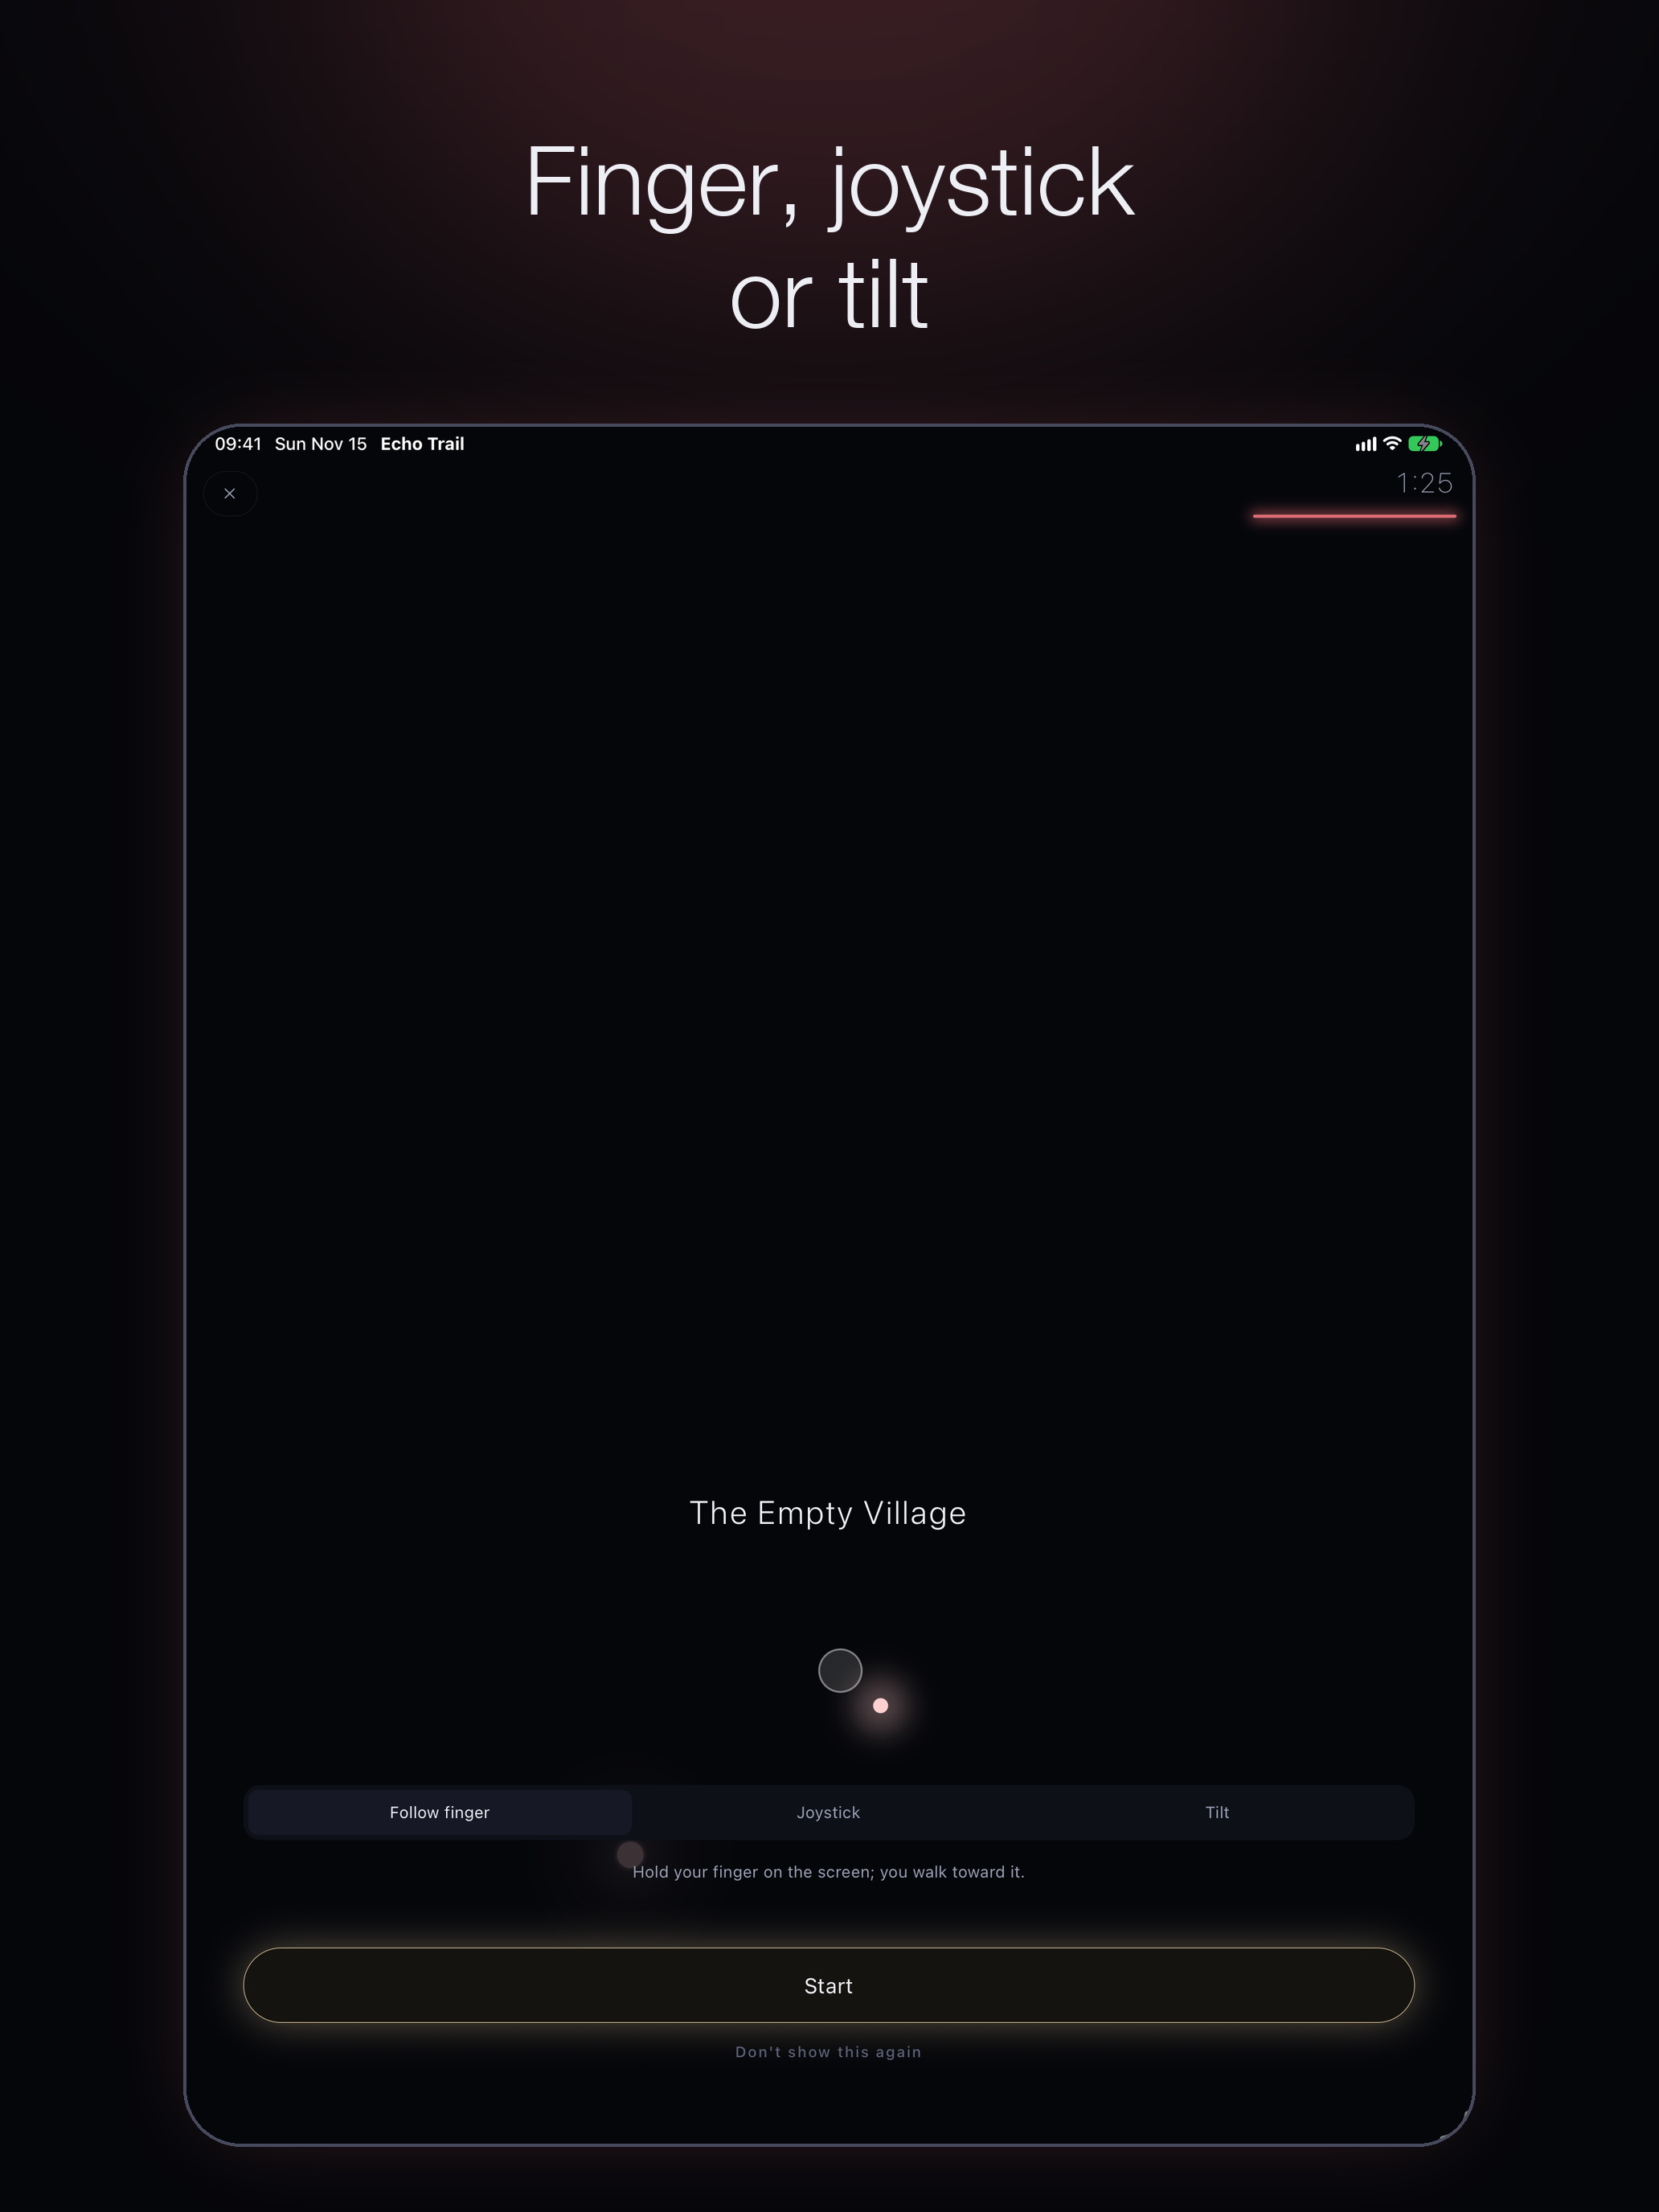 Finger, joystick
or tilt
09:41 Sun Nov 15 Echo Trail
1:25
The Empty Village
Follow finger Joystick Tilt
Hold your finger on the screen; you walk toward it.
Start
Don't show this again